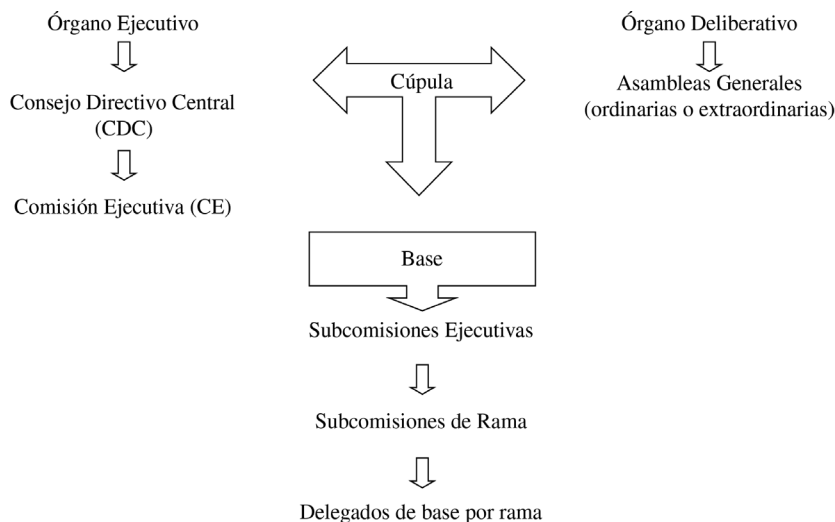 Órgano Ejecutivo
Consejo Directivo Central
(CDC)
Comisión Ejecutiva (CE)
Cúpula
Órgano Deliberativo
Asambleas Generales
(ordinarias o extraordinarias)
Base
Subcomisiones Ejecutivas
Subcomisiones de Rama
Delegados de base por rama